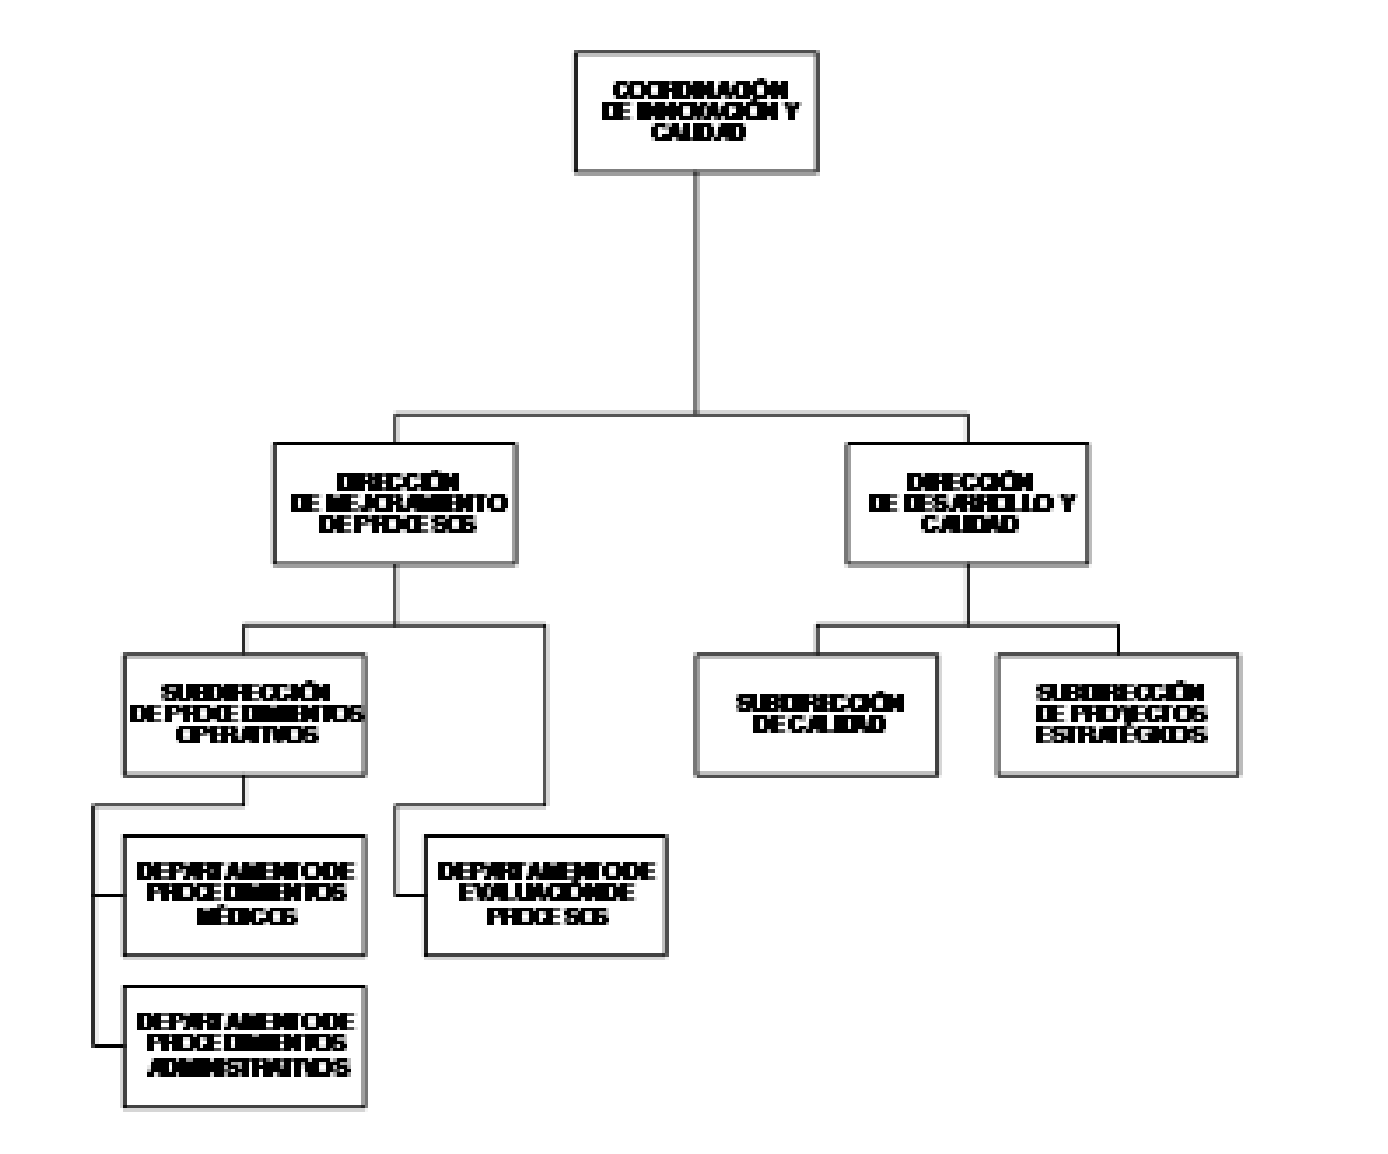 COORDINACIÓN
DE INNOVACIÓN Y
CALIDAD
DIRECCIÓN
DE MEJORAMIENTO
DE PROCESOS
DIRECCIÓN
DE DESARROLLO Y
CALIDAD
SUBDIRECCIÓN
DE PROCEDIMIENTOS
OPERATIVOS
SUBDIRECCIÓN
DE CALIDAD
SUBDIRECCIÓN
DE PROYECTOS
ESTRATÉGICOS
DEPARTAMENTO DE
PROCEDIMIENTOS
MÉDICOS
DEPARTAMENTO DE
EVALUACIÓN DE
PROCESOS
DEPARTAMENTO DE
PROCEDIMIENTOS
ADMINISTRATIVOS